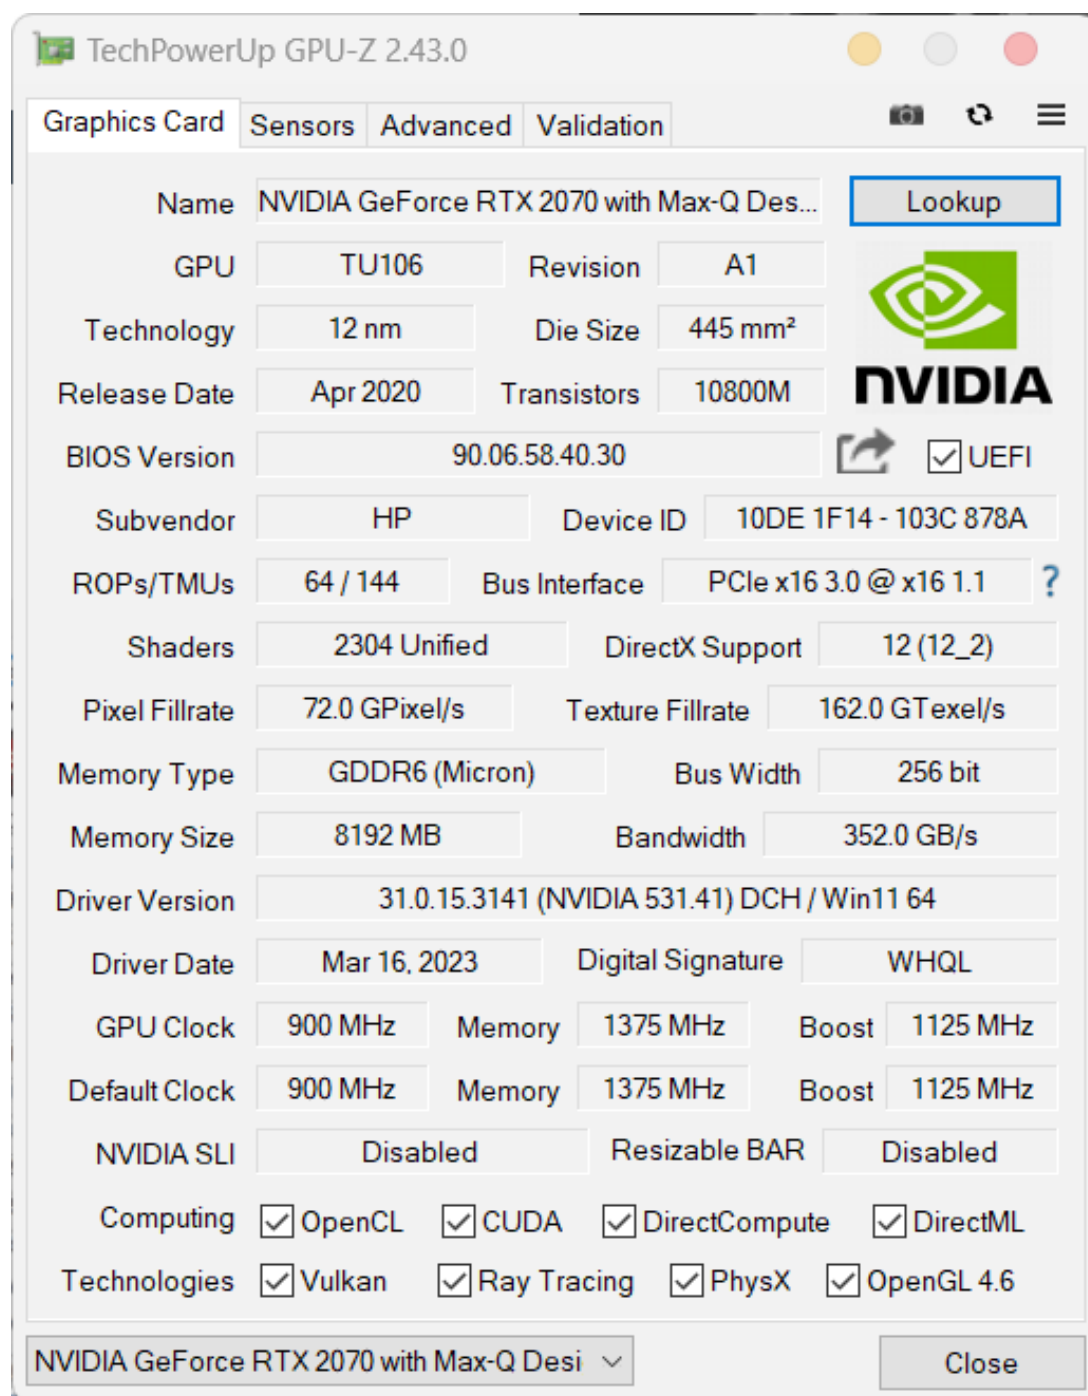 TechPowerUp GPU-Z 2.43.0
Graphics Card Sensors Advanced Validation
Name NVIDIA GeForce RTX 2070 with Max-Q Des... Lookup
GPU TU106 Revision A1
Technology 12 nm Die Size 445 mm²
Release Date Apr 2020 Transistors 10800M
NVIDIA
BIOS Version 90.06.58.40.30 UEFI
Subvendor HP Device ID 10DE 1F14 - 103C 878A
ROPs/TMUs 64 / 144 Bus Interface PCIe x16 3.0 @ x16 1.1 ?
Shaders 2304 Unified DirectX Support 12 (12_2)
Pixel Fillrate 72.0 GPixel/s Texture Fillrate 162.0 GTexel/s
Memory Type GDDR6 (Micron) Bus Width 256 bit
Memory Size 8192 MB Bandwidth 352.0 GB/s
Driver Version 31.0.15.3141 (NVIDIA 531.41) DCH / Win11 64
Driver Date Mar 16, 2023 Digital Signature WHQL
GPU Clock 900 MHz Memory 1375 MHz Boost 1125 MHz
Default Clock 900 MHz Memory 1375 MHz Boost 1125 MHz
NVIDIA SLI Disabled Resizable BAR Disabled
Computing OpenCL CUDA DirectCompute DirectML
Technologies Vulkan Ray Tracing PhysX OpenGL 4.6
NVIDIA GeForce RTX 2070 with Max-Q Desi Close